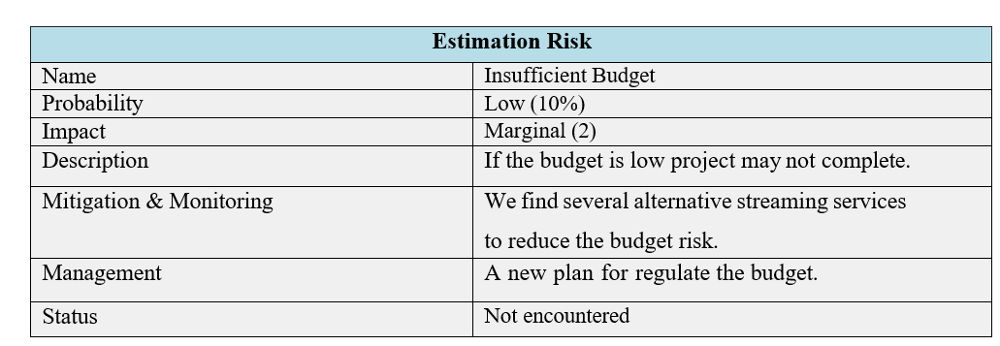 Estimation Risk
Name
Insufficient Budget
Probability
Low (10%)
Impact
Marginal (2)
Description
If the budget is low project may not complete.
Mitigation & Monitoring
We find several alternative streaming services
to reduce the budget risk.
Management
A new plan for regulate the budget.
Status
Not encountered